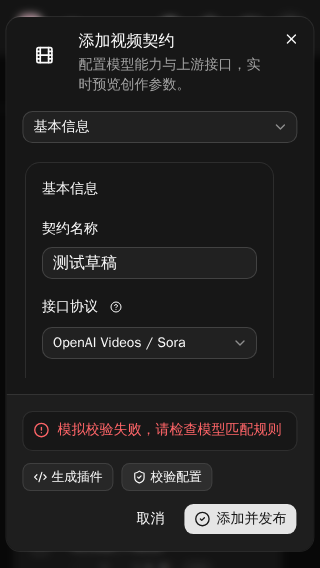 添加视频契约
配置模型能力与上游接口，实
时预览创作参数。
基本信息
基本信息
契约名称
测试草稿
接口协议
OpenAI Videos / Sora
模拟校验失败，请检查模型匹配规则
生成插件
校验配置
取消
添加并发布